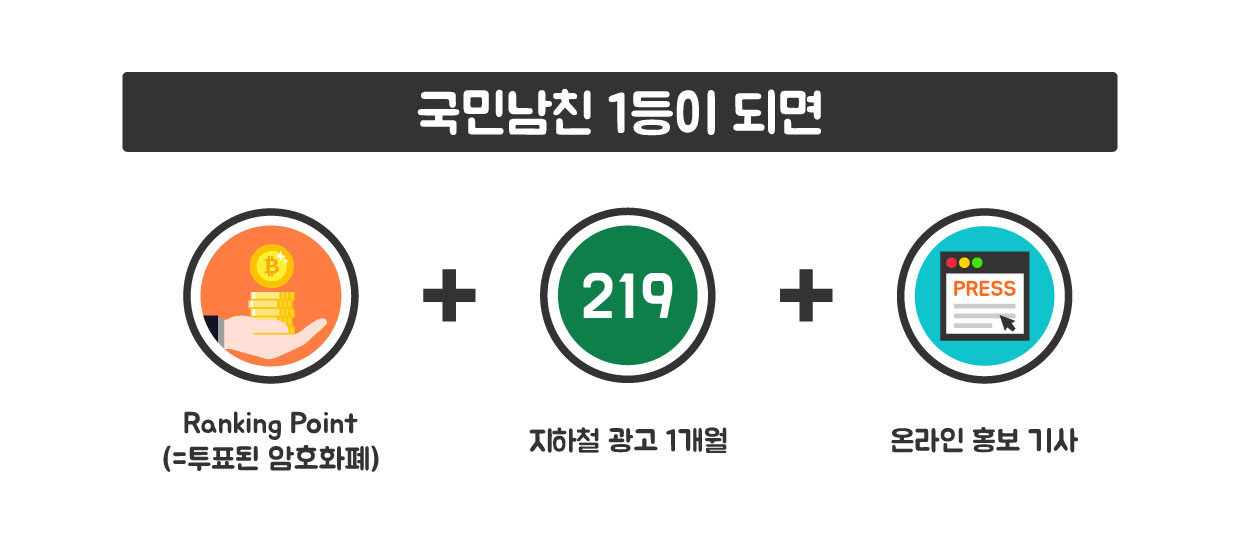 국민남친 1등이 되면
219
PRESS
Ranking Point
(=투표된 암호화폐)
지하철 광고 1개월
온라인 홍보 기사